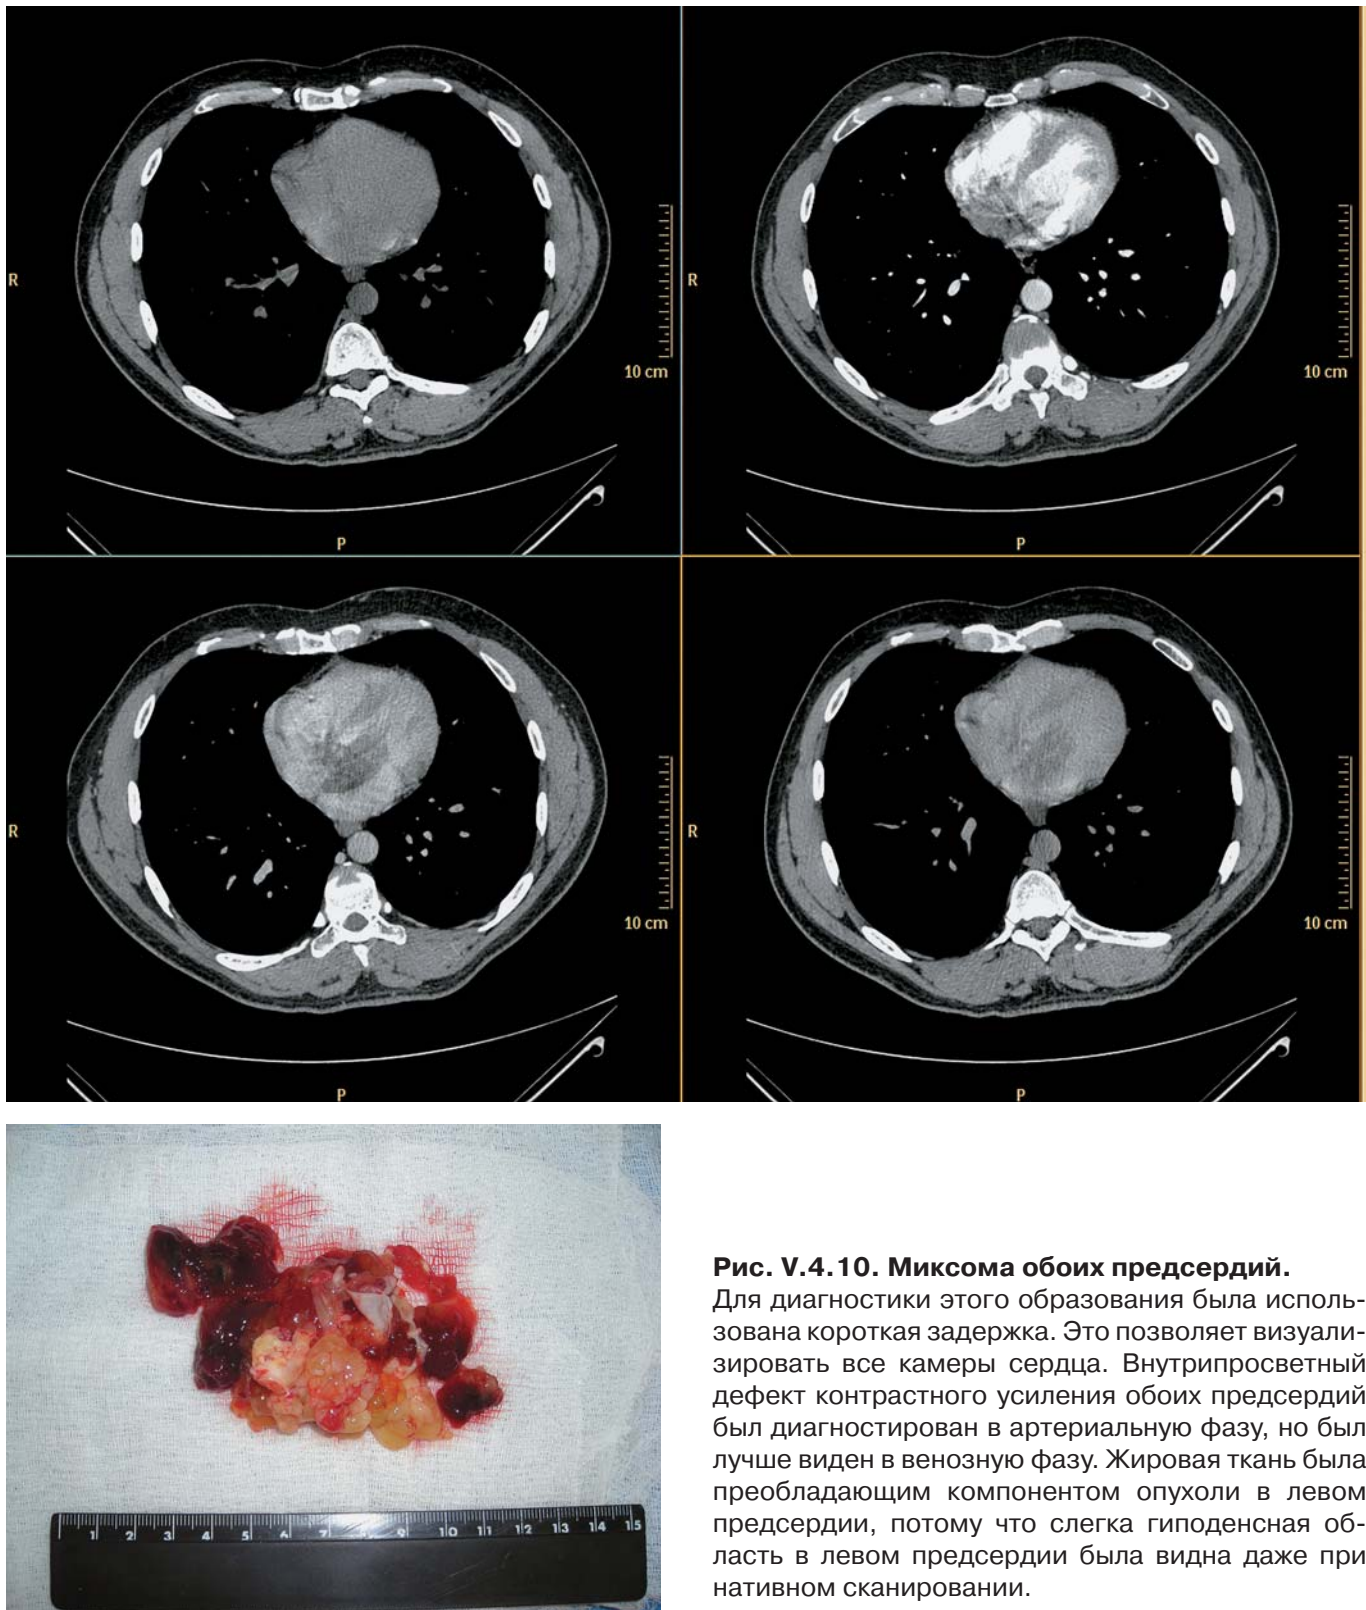 R
10 cm
P
R
10 cm
P
R
10 cm
P
R
10 cm
P
1 2 3 4 5 6 7 8 9 10 11 12 13 14 15
Рис. V.4.10. Миксома обоих предсердий.
Для диагностики этого образования была исполь-
зована короткая задержка. Это позволяет визуали-
зировать все камеры сердца. Внутрипросветный
дефект контрастного усиления обоих предсердий
был диагностирован в артериальную фазу, но был
лучше виден в венозную фазу. Жировая ткань была
преобладающим компонентом опухоли в левом
предсердии, потому что слегка гиподенсная об-
ласть в левом предсердии была видна даже при
нативном сканировании.